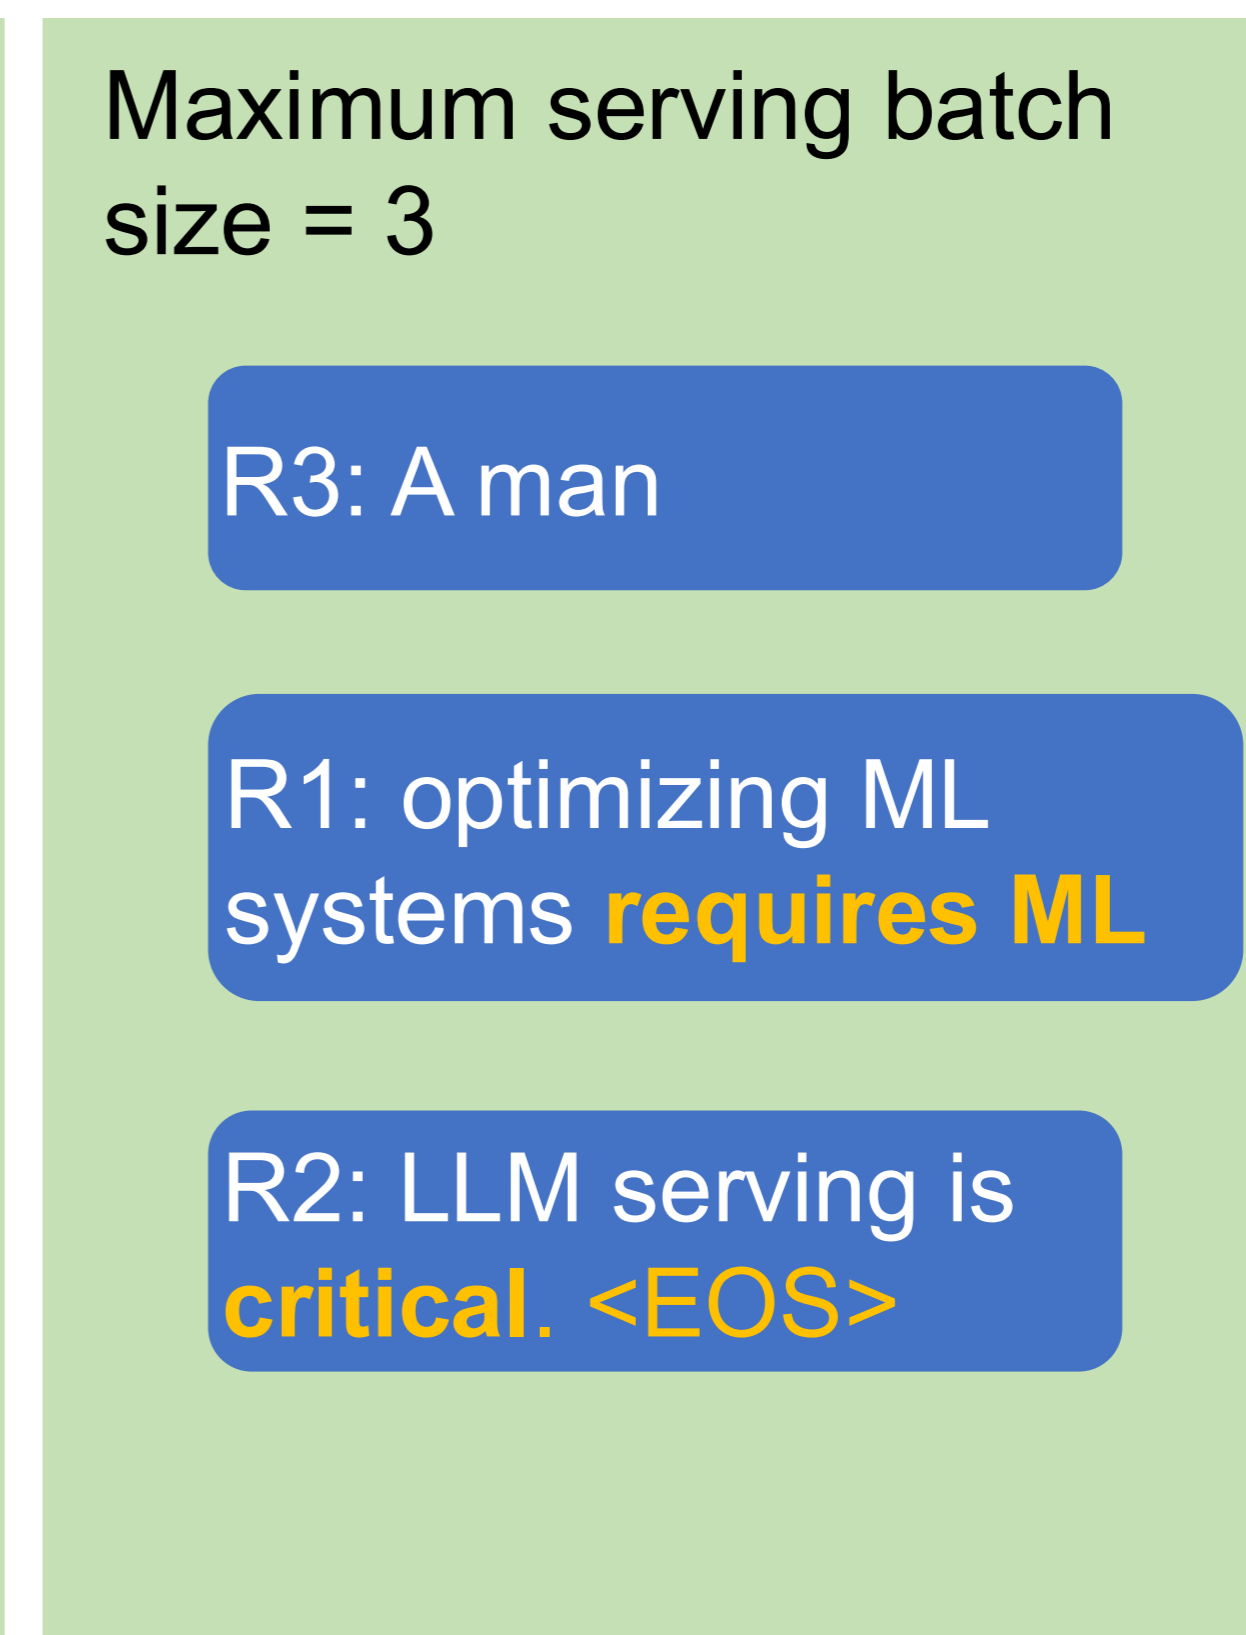 Maximum serving batch
size = 3
R3: A man
R1: optimizing ML
systems requires ML
R2: LLM serving is
critical. <EOS>